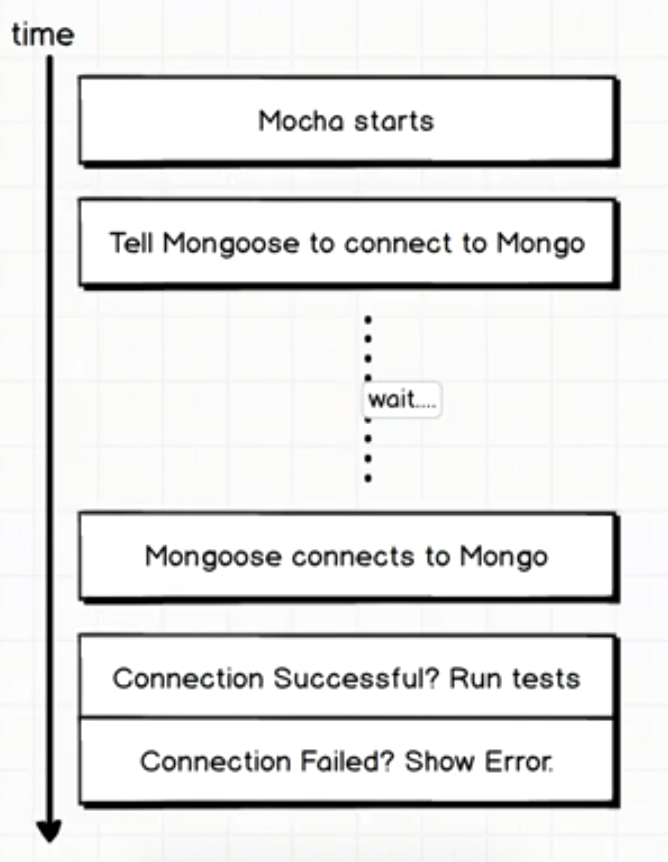 time
Mocha starts
Tell Mongoose to connect to Mongo
wait....
Mongoose connects to Mongo
Connection Successful? Run tests
Connection Failed? Show Error.